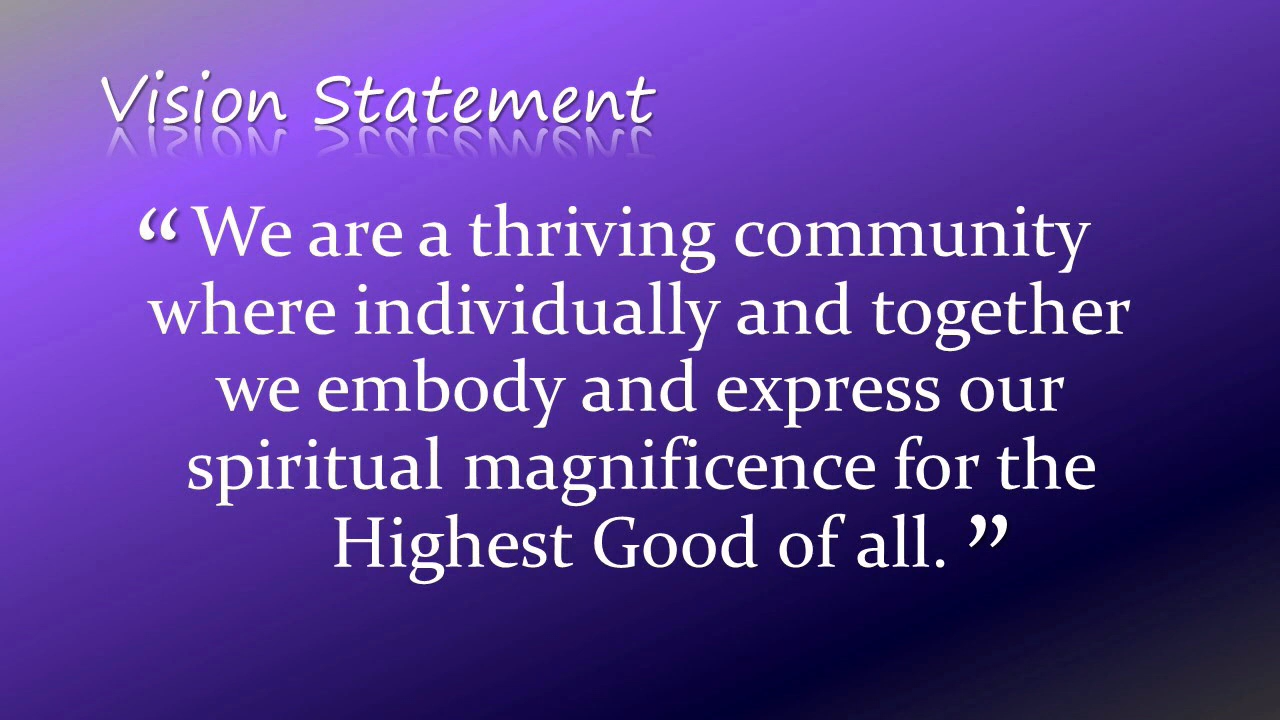 Vision Statement
“ We are a thriving community
where individually and together
we embody and express our
spiritual magnificence for the
Highest Good of all. ”